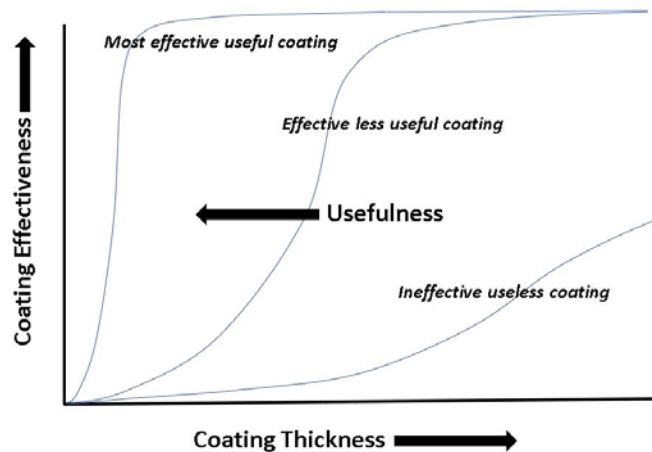 Most effective useful coating
Effective less useful coating
Usefulness
Ineffective useless coating
Coating Effectiveness
Coating Thickness